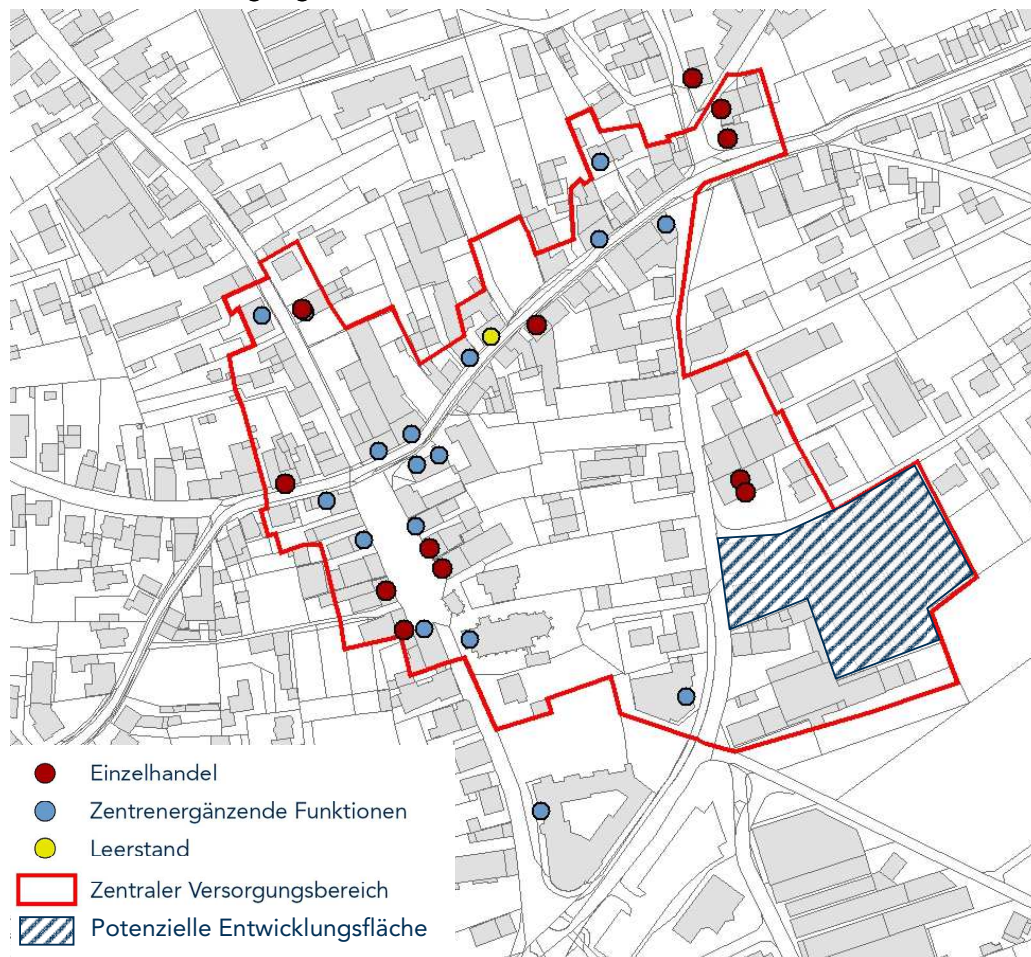 Einzelhandel
Zentrenergänzende Funktionen
Leerstand
Zentraler Versorgungsbereich
Potenzielle Entwicklungsfläche